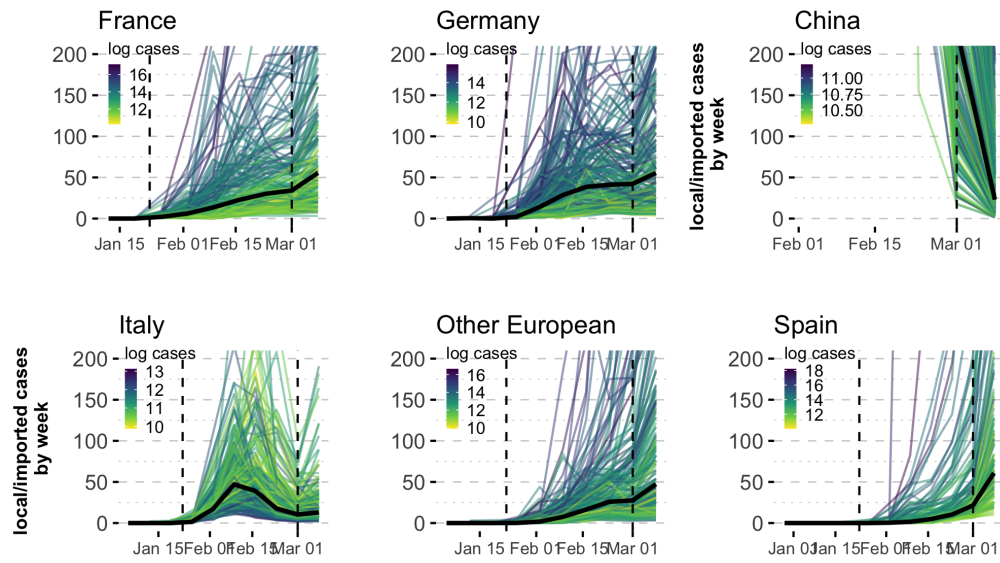 France
log cases
200
150
100
50
0
16
14
12
Jan 15
Feb 01
Feb 15
Mar 01
Germany
log cases
200
150
100
50
0
14
12
10
Jan 15
Feb 01
Feb 15
Mar 01
China
log cases
local/imported cases
by week
200
150
100
50
0
11.00
10.75
10.50
Feb 01
Feb 15
Mar 01
Italy
log cases
local/imported cases
by week
200
150
100
50
0
13
12
11
10
Jan 15
Feb 01
Feb 15
Mar 01
Other European
log cases
200
150
100
50
0
16
14
12
10
Jan 15
Feb 01
Feb 15
Mar 01
Spain
log cases
200
150
100
50
0
18
16
14
12
Jan 01
Jan 15
Feb 01
Feb 15
Mar 01